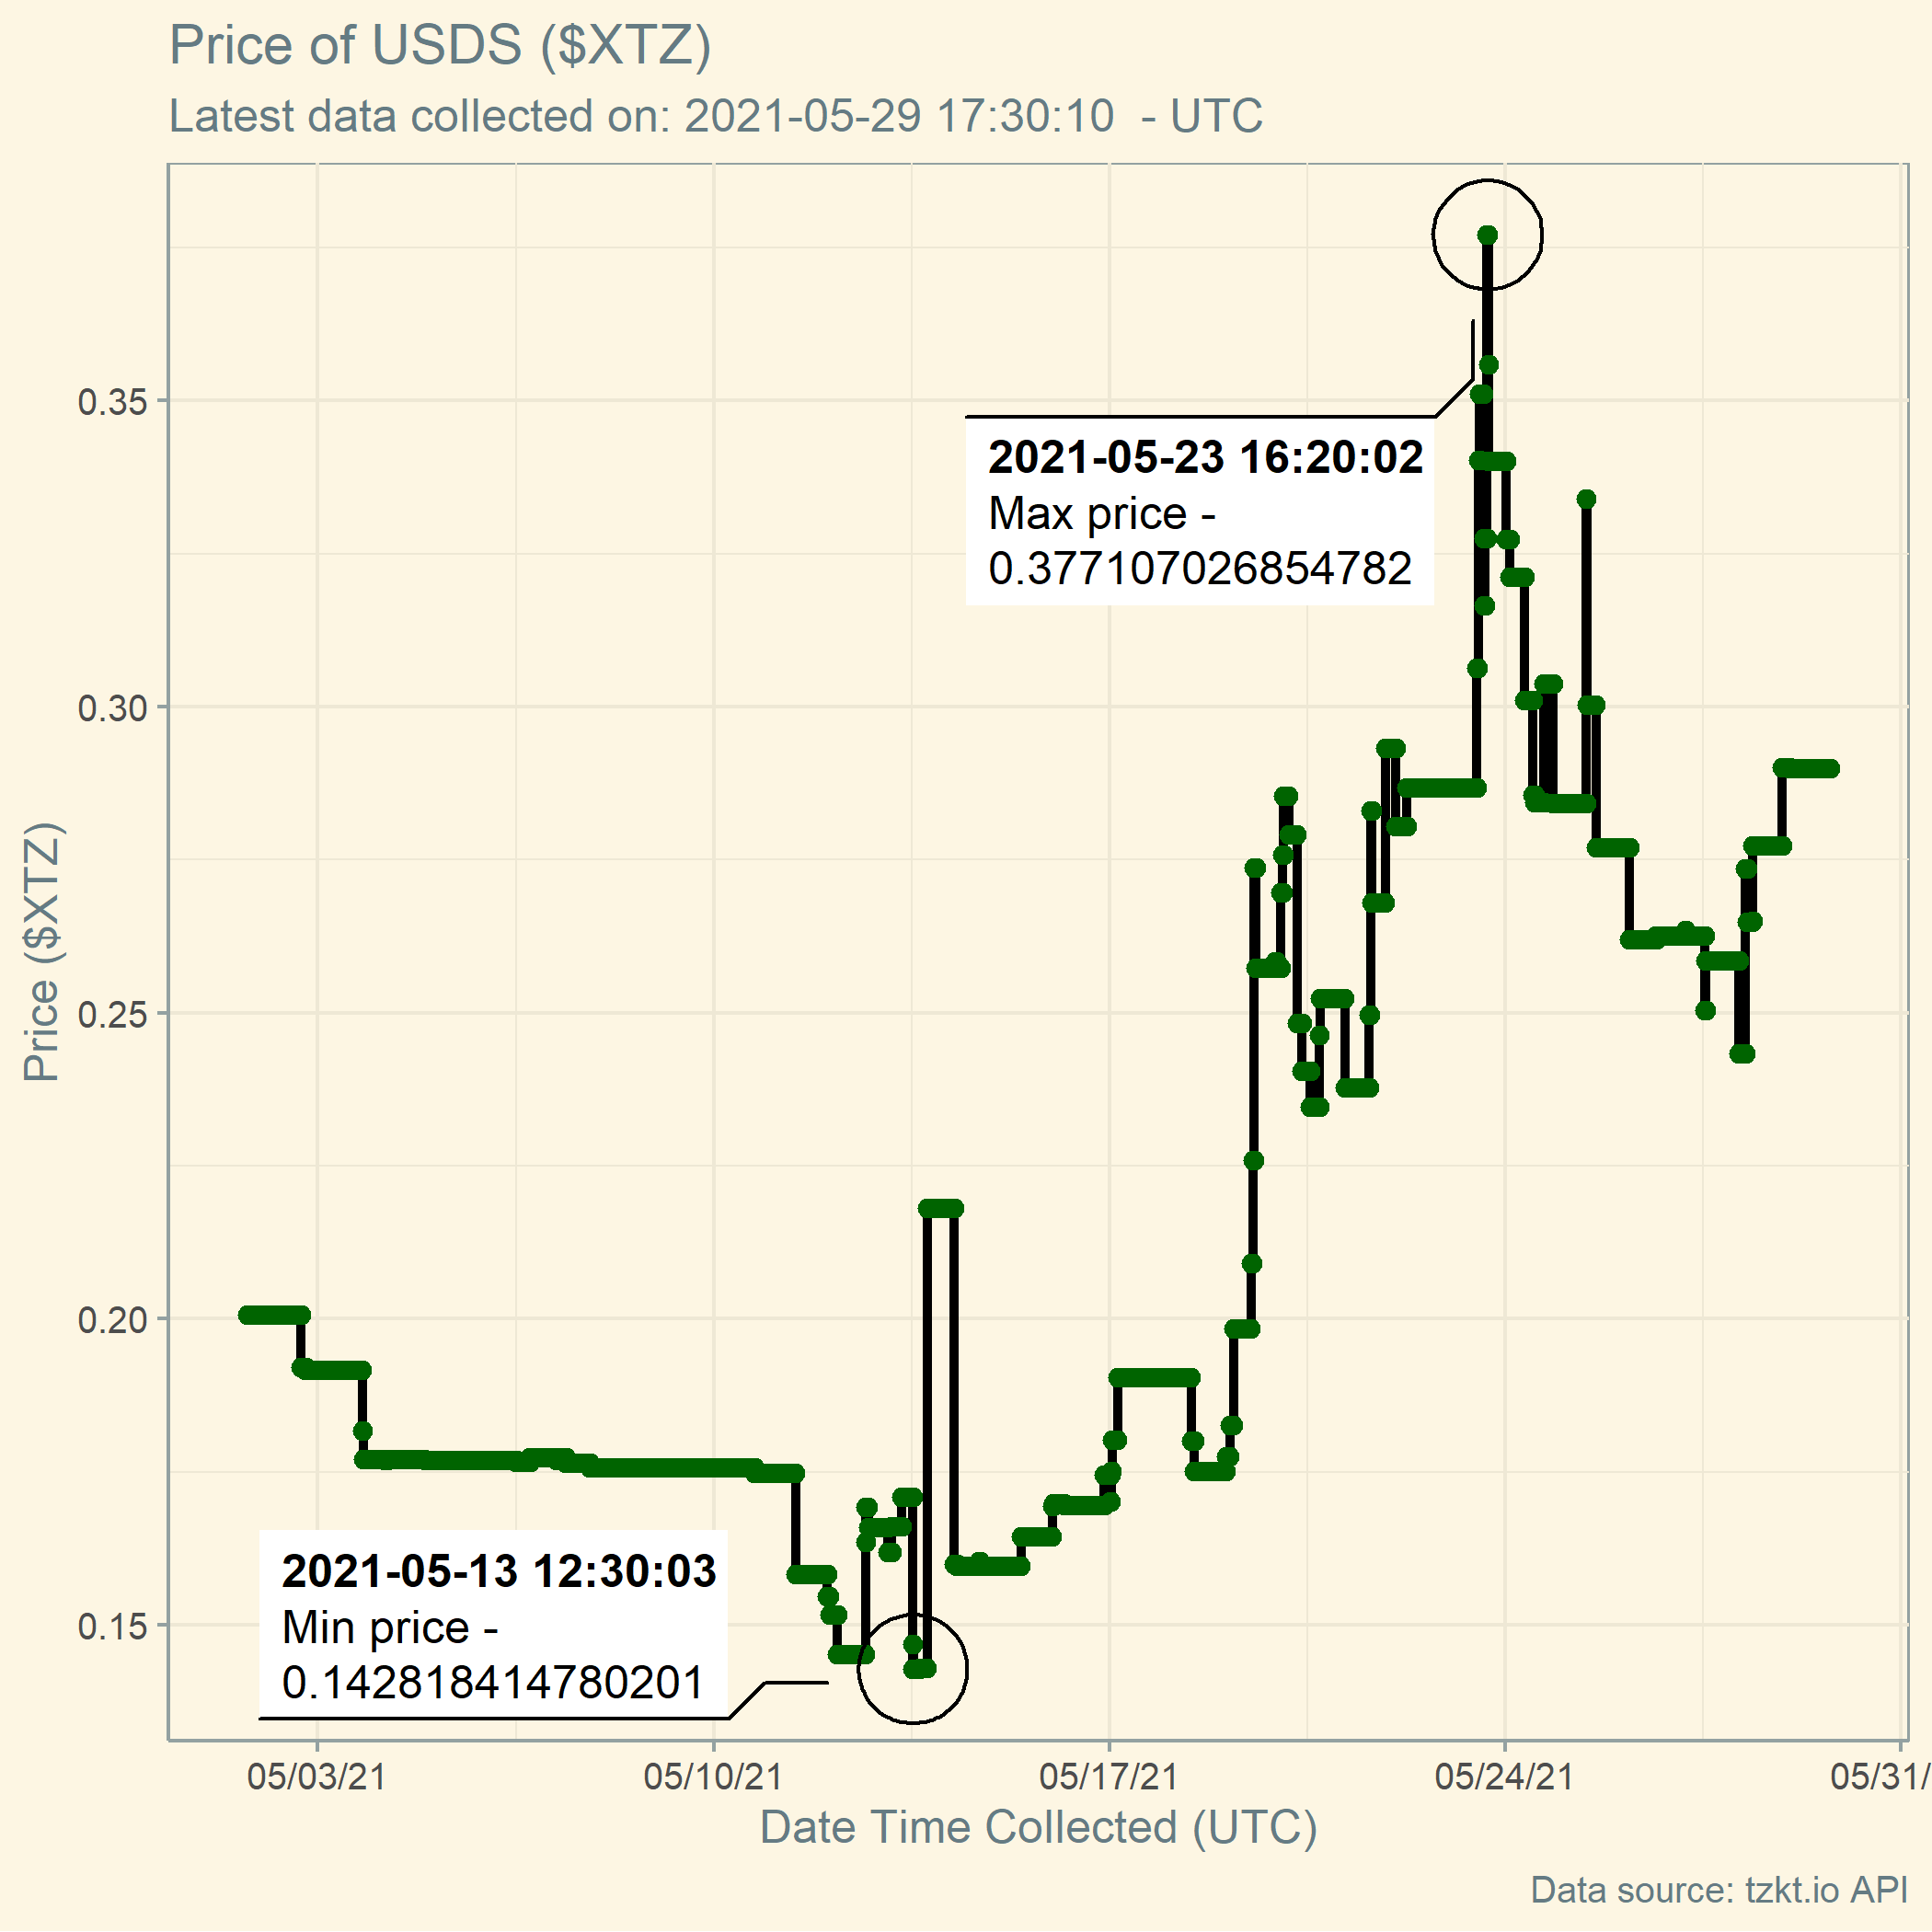 Price of USDS ($XTZ)
Latest data collected on: 2021-05-29 17:30:10  - UTC
Price ($XTZ)
0.35
0.30
0.25
0.20
0.15
2021-05-23 16:20:02
Max price -
0.377107026854782
2021-05-13 12:30:03
Min price -
0.142818414780201
05/03/21
05/10/21
05/17/21
05/24/21
05/31/
Date Time Collected (UTC)
Data source: tzkt.io API